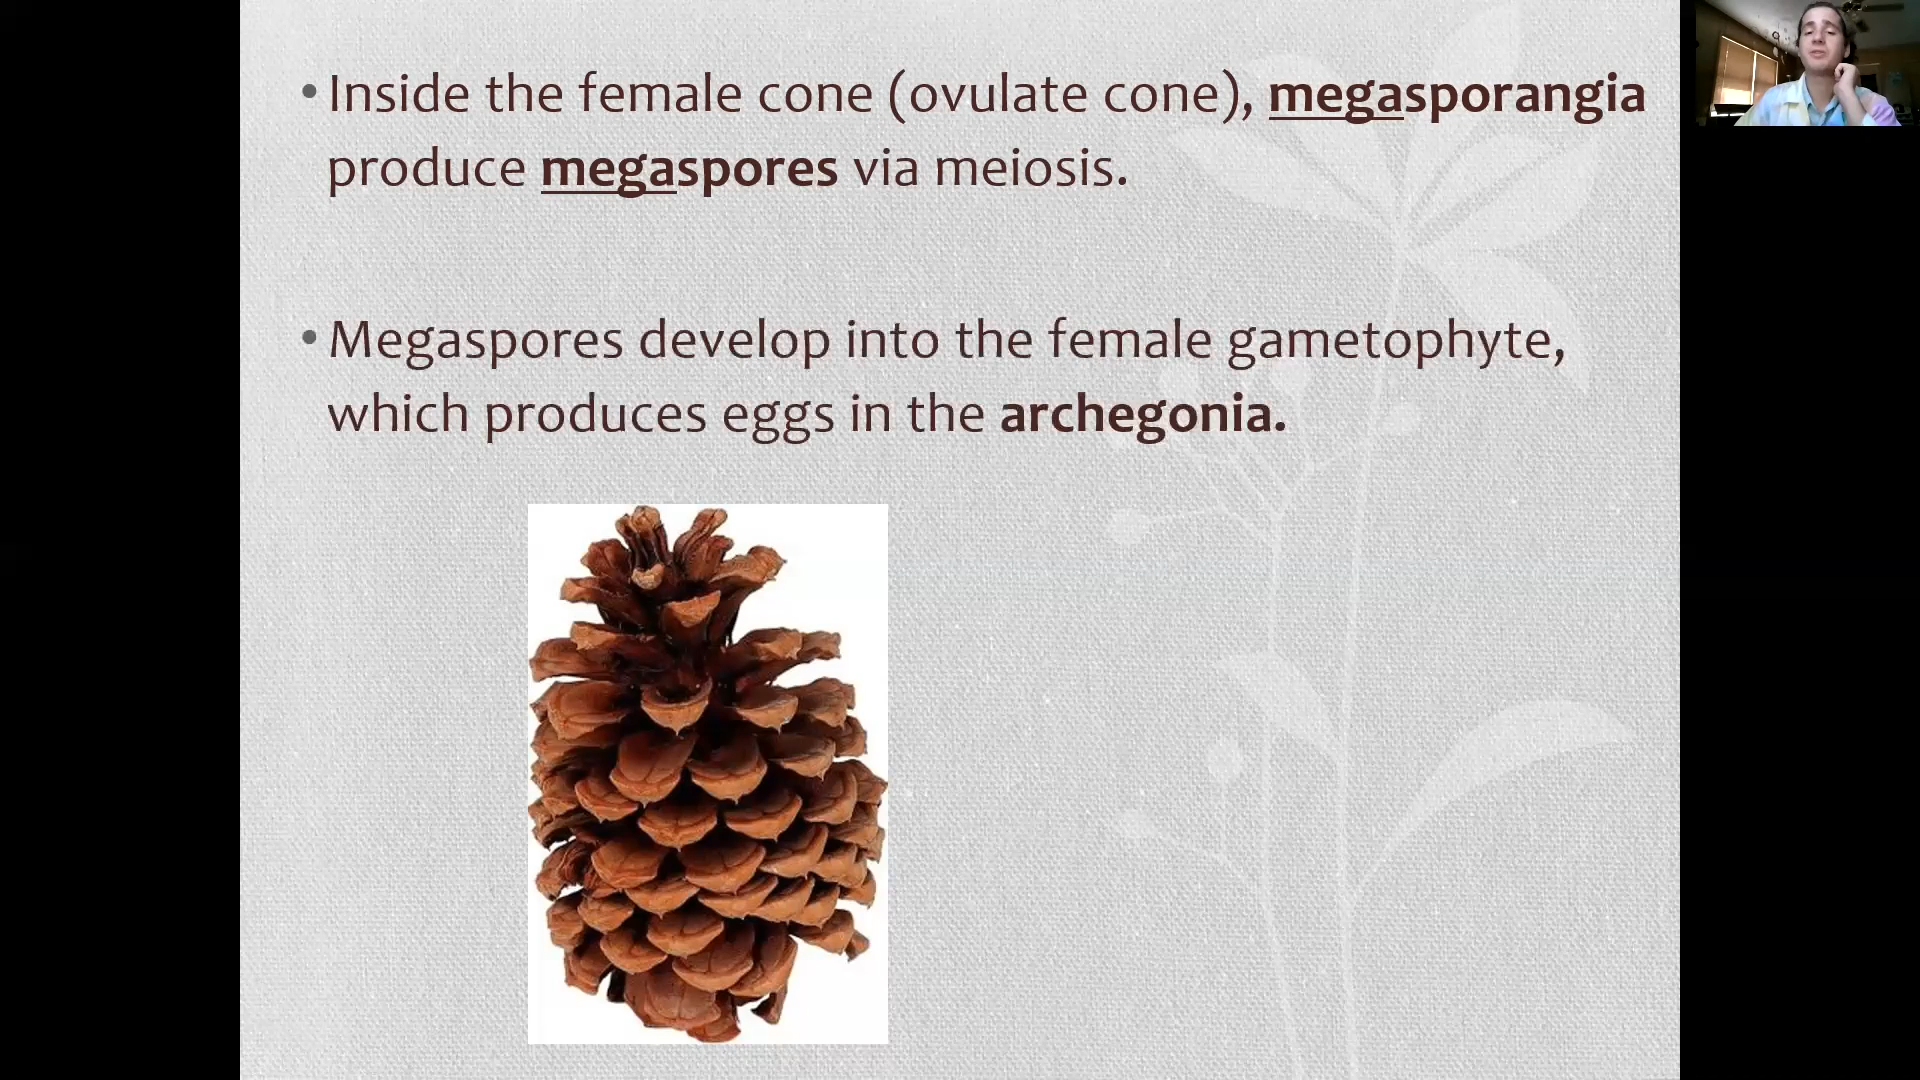 • Inside the female cone (ovulate cone), megasporangia
produce megaspores via meiosis.
• Megaspores develop into the female gametophyte,
which produces eggs in the archegonia.